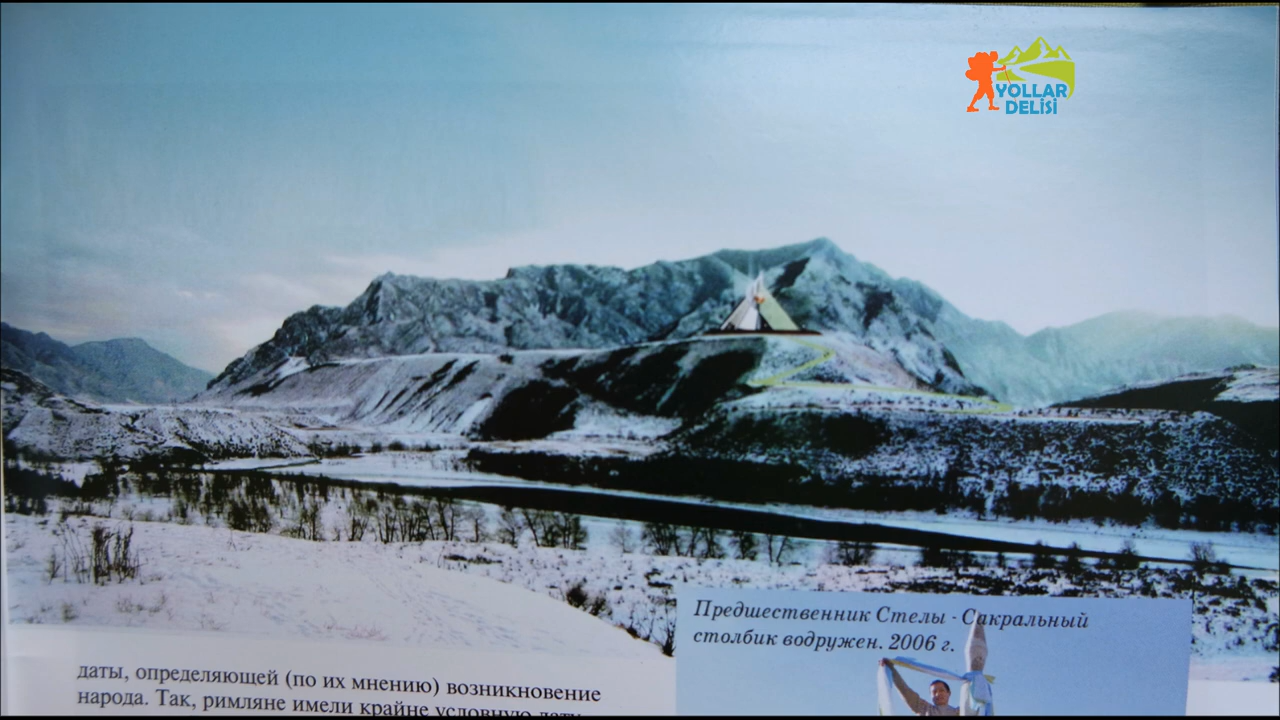 YOLLAR
DELİSİ
Предшественник Стелы - Сакральный
столбик водружен. 2006 г.
даты, определяющей (по их мнению) возникновение
народа. Так, римляне имели крайне условную дату